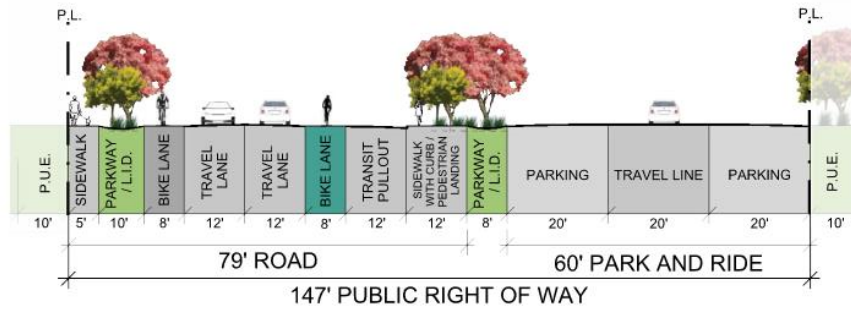 P.L.
P.L.
P.U.E.
SIDEWALK
PARKWAY
/ L.I.D.
BIKE LANE
TRAVEL
LANE
TRAVEL
LANE
BIKE LANE
TRANSIT
PULLOUT
SIDEWALK
WITH CURB /
PEDESTRIAN
LANDING
PARKWAY
/ L.I.D.
PARKING
TRAVEL LINE
PARKING
P.U.E.
10'
5'
10'
8'
12'
12'
8'
12'
12'
8'
20'
20'
20'
10'
79' ROAD
60' PARK AND RIDE
147' PUBLIC RIGHT OF WAY